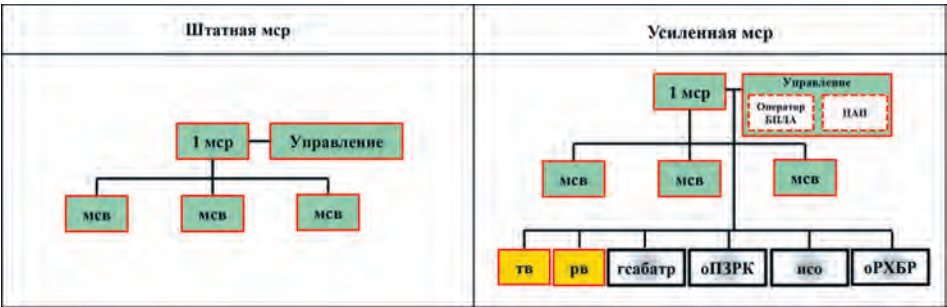 Штатная мср
Усиленная мср
1 мср
Управление
мсв
мсв
мсв
1 мср
Управление
Оператор
БПЛА
ПАН
мсв
мсв
мсв
тв
рв
гсабатр
оПЗРК
исо
оРХБР